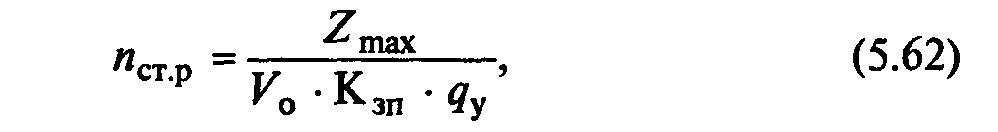 n_ст.р = Z_max / (V_о · К_зп · q_у), (5.62)